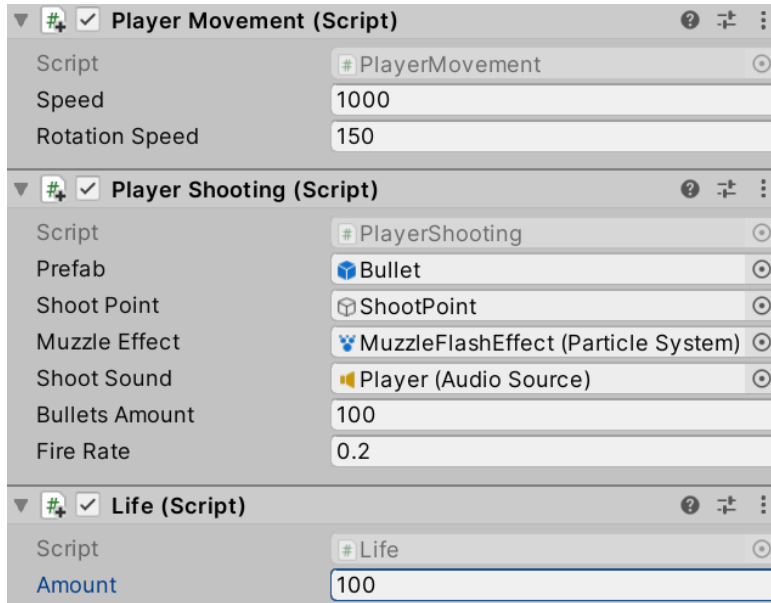 Player Movement (Script)
Script PlayerMovement
Speed 1000
Rotation Speed 150
Player Shooting (Script)
Script PlayerShooting
Prefab Bullet
Shoot Point ShootPoint
Muzzle Effect MuzzleFlashEffect (Particle System)
Shoot Sound Player (Audio Source)
Bullets Amount 100
Fire Rate 0.2
Life (Script)
Script Life
Amount 100